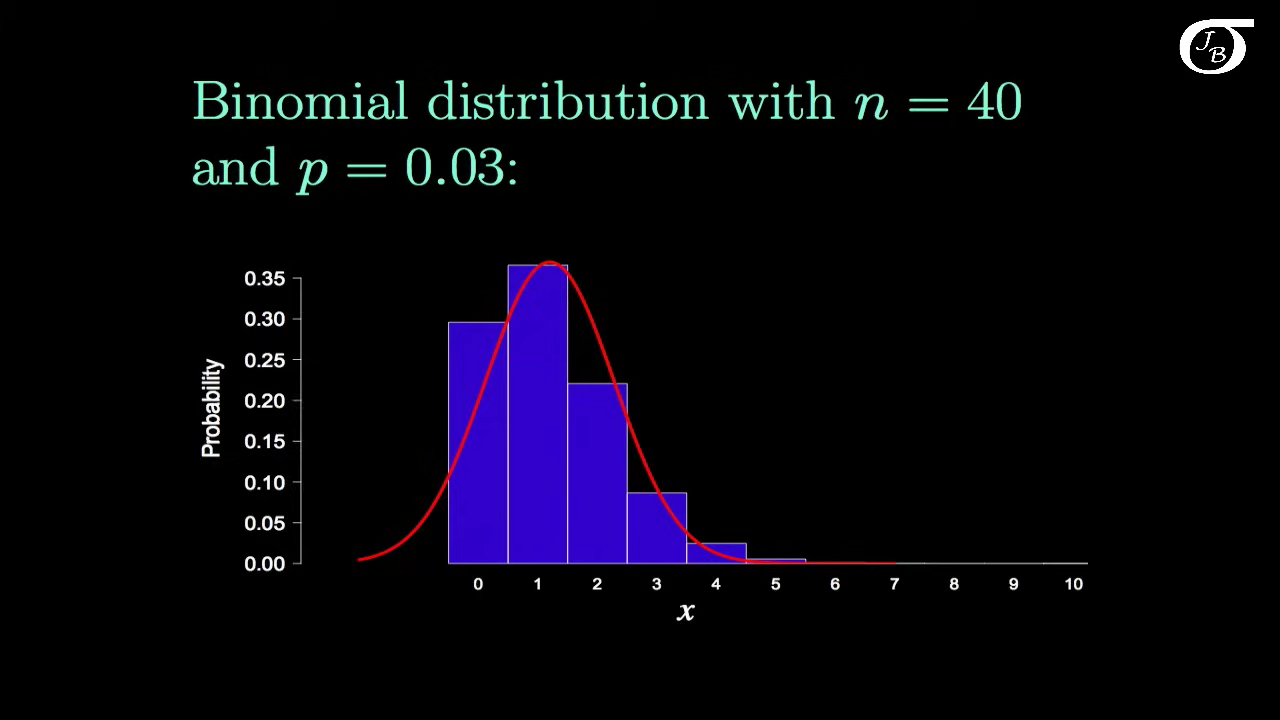 JB
Binomial distribution with n = 40
and p = 0.03:
0.35
0.30
0.25
0.20
0.15
0.10
0.05
0.00
Probability
0 1 2 3 4 5 6 7 8 9 10
x